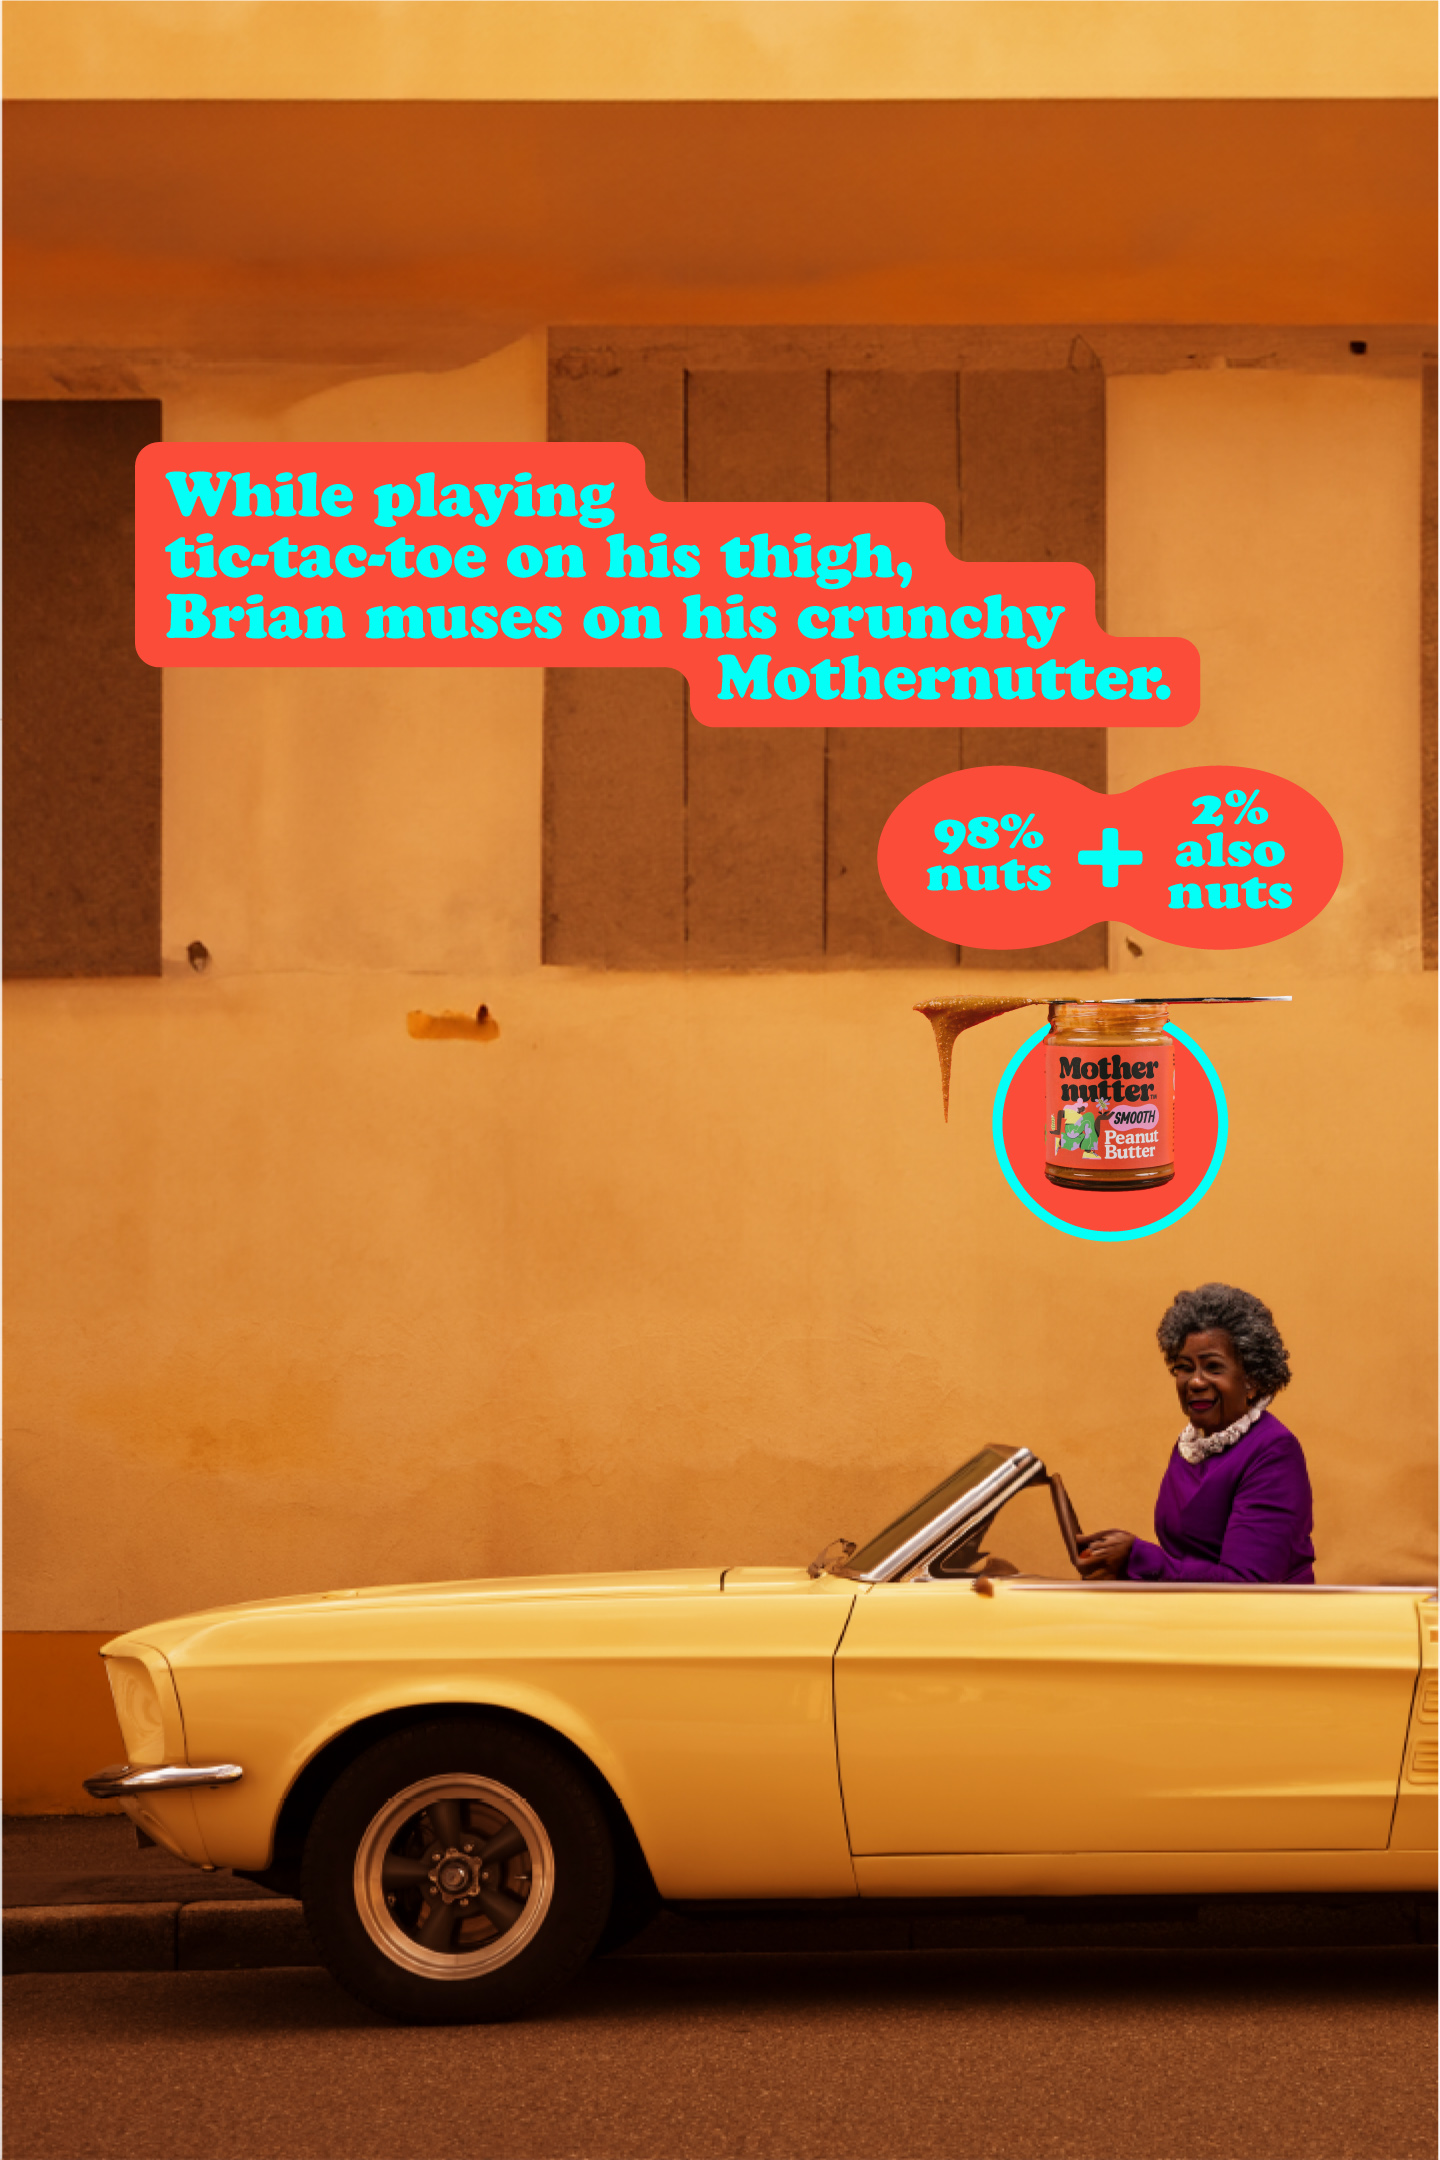 While playing
tic-tac-toe on his thigh,
Brian muses on his crunchy
Mothernutter.
98%
nuts
+
2%
also
nuts
Mother
nutter™
SMOOTH
Peanut
Butter